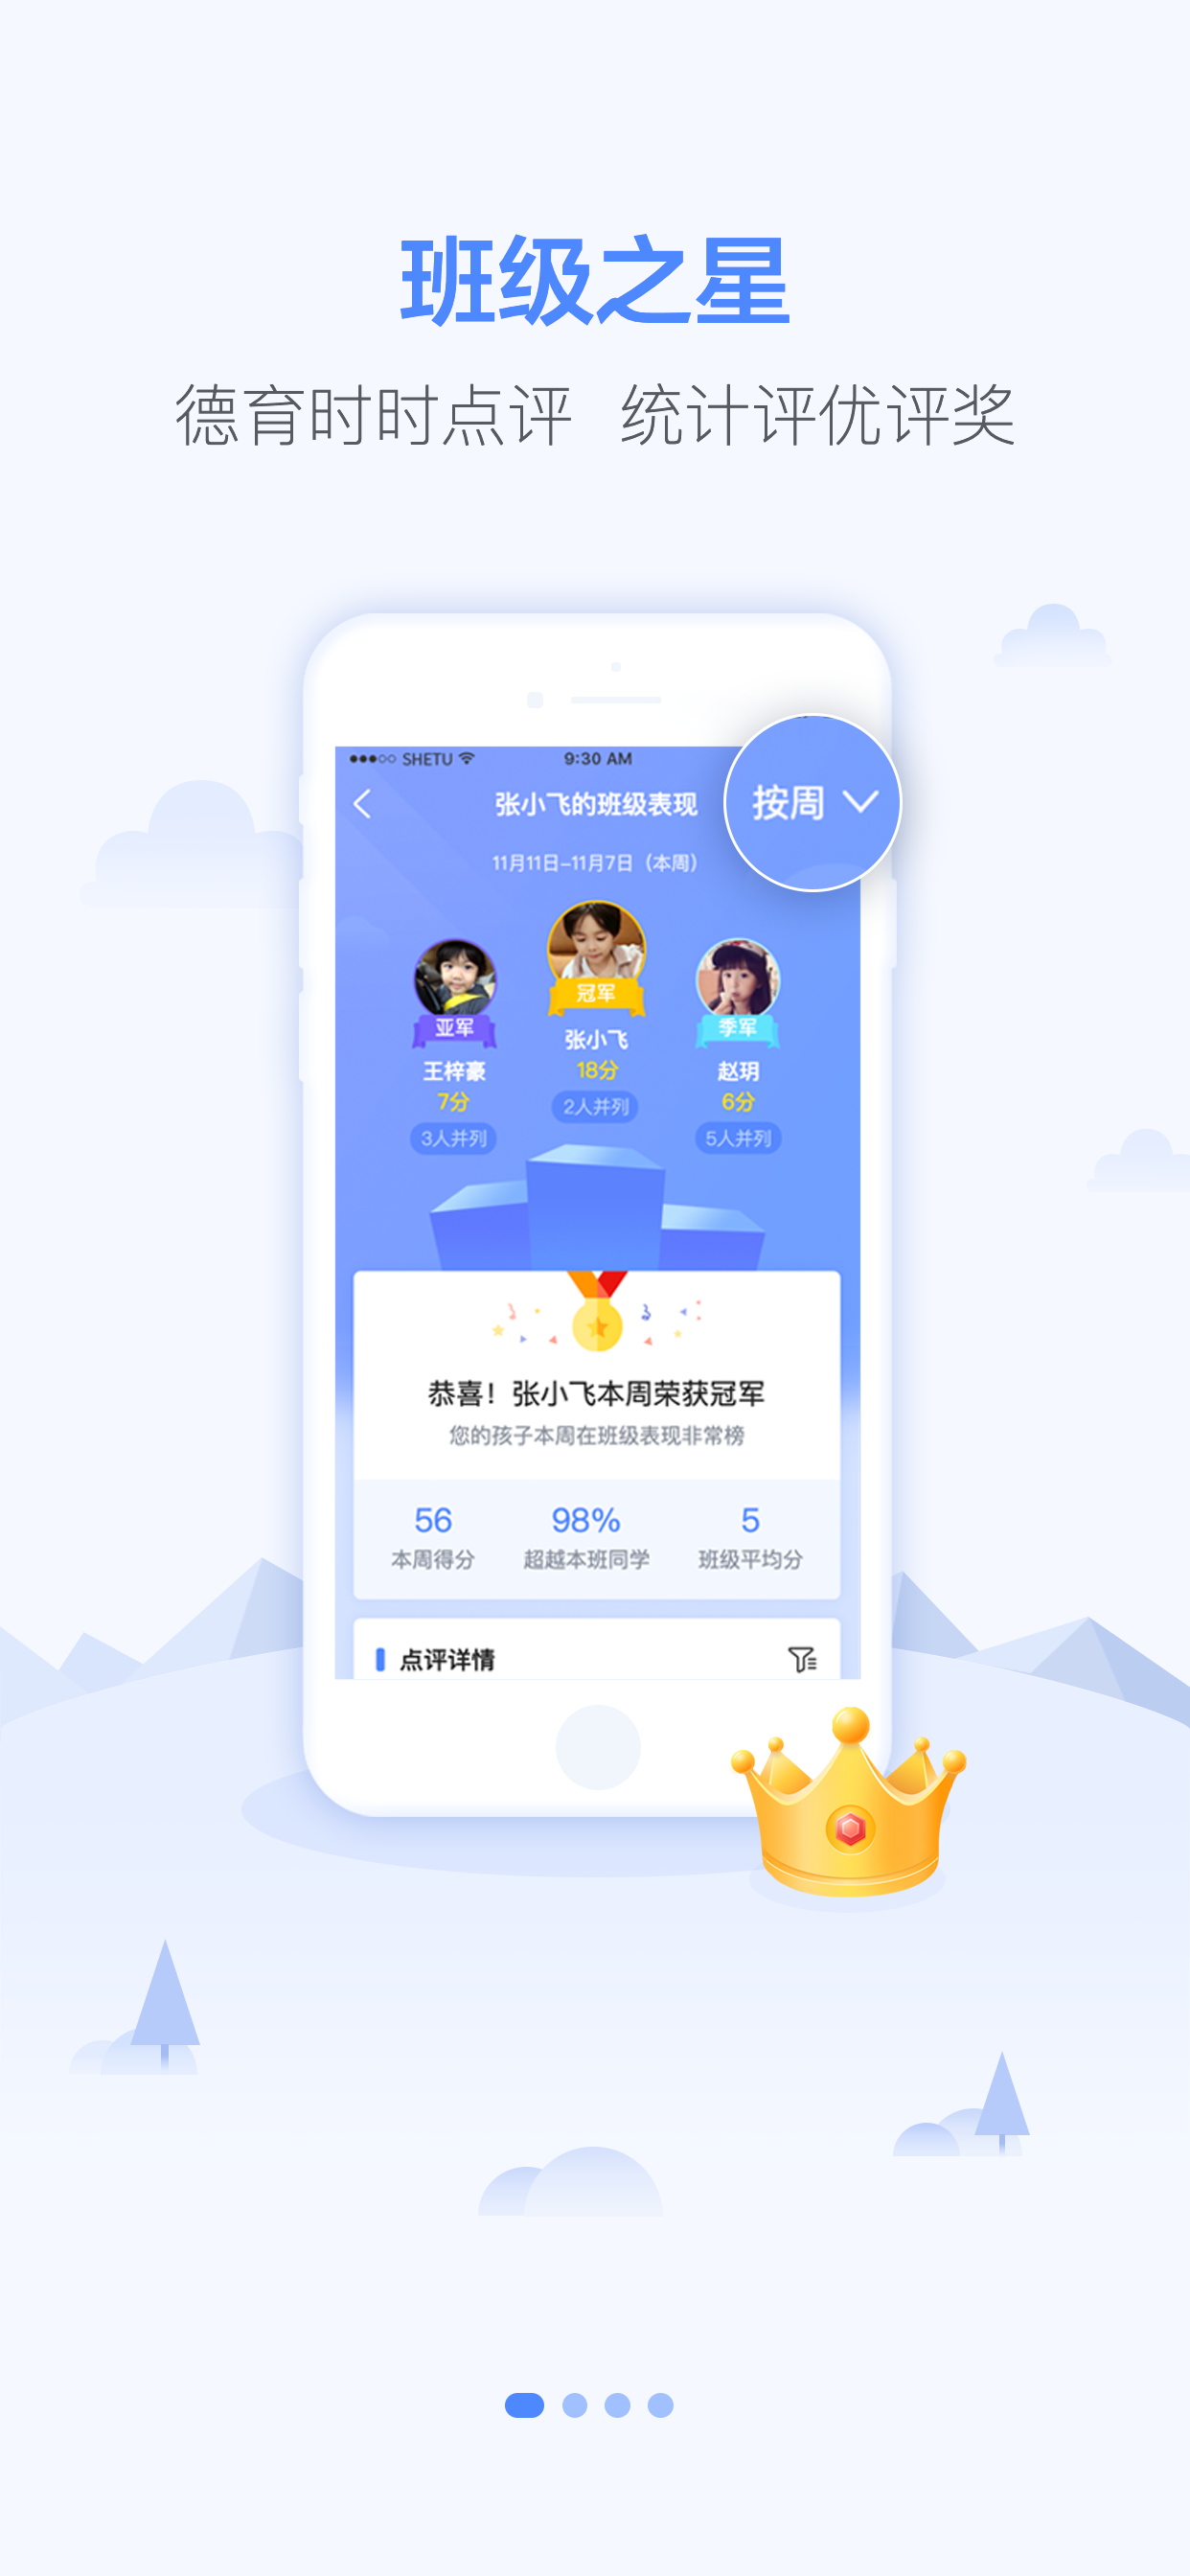 班级之星
德育时时点评 统计评优评奖
SHETU 9:30 AM
张小飞的班级表现 按周
11月11日-11月7日（本周）
冠军
亚军 季军
张小飞
王梓豪 18分 赵玥
7分 2人并列 6分
3人并列 5人并列
恭喜！张小飞本周荣获冠军
您的孩子本周在班级表现非常榜
56 98% 5
本周得分 超越本班同学 班级平均分
点评详情